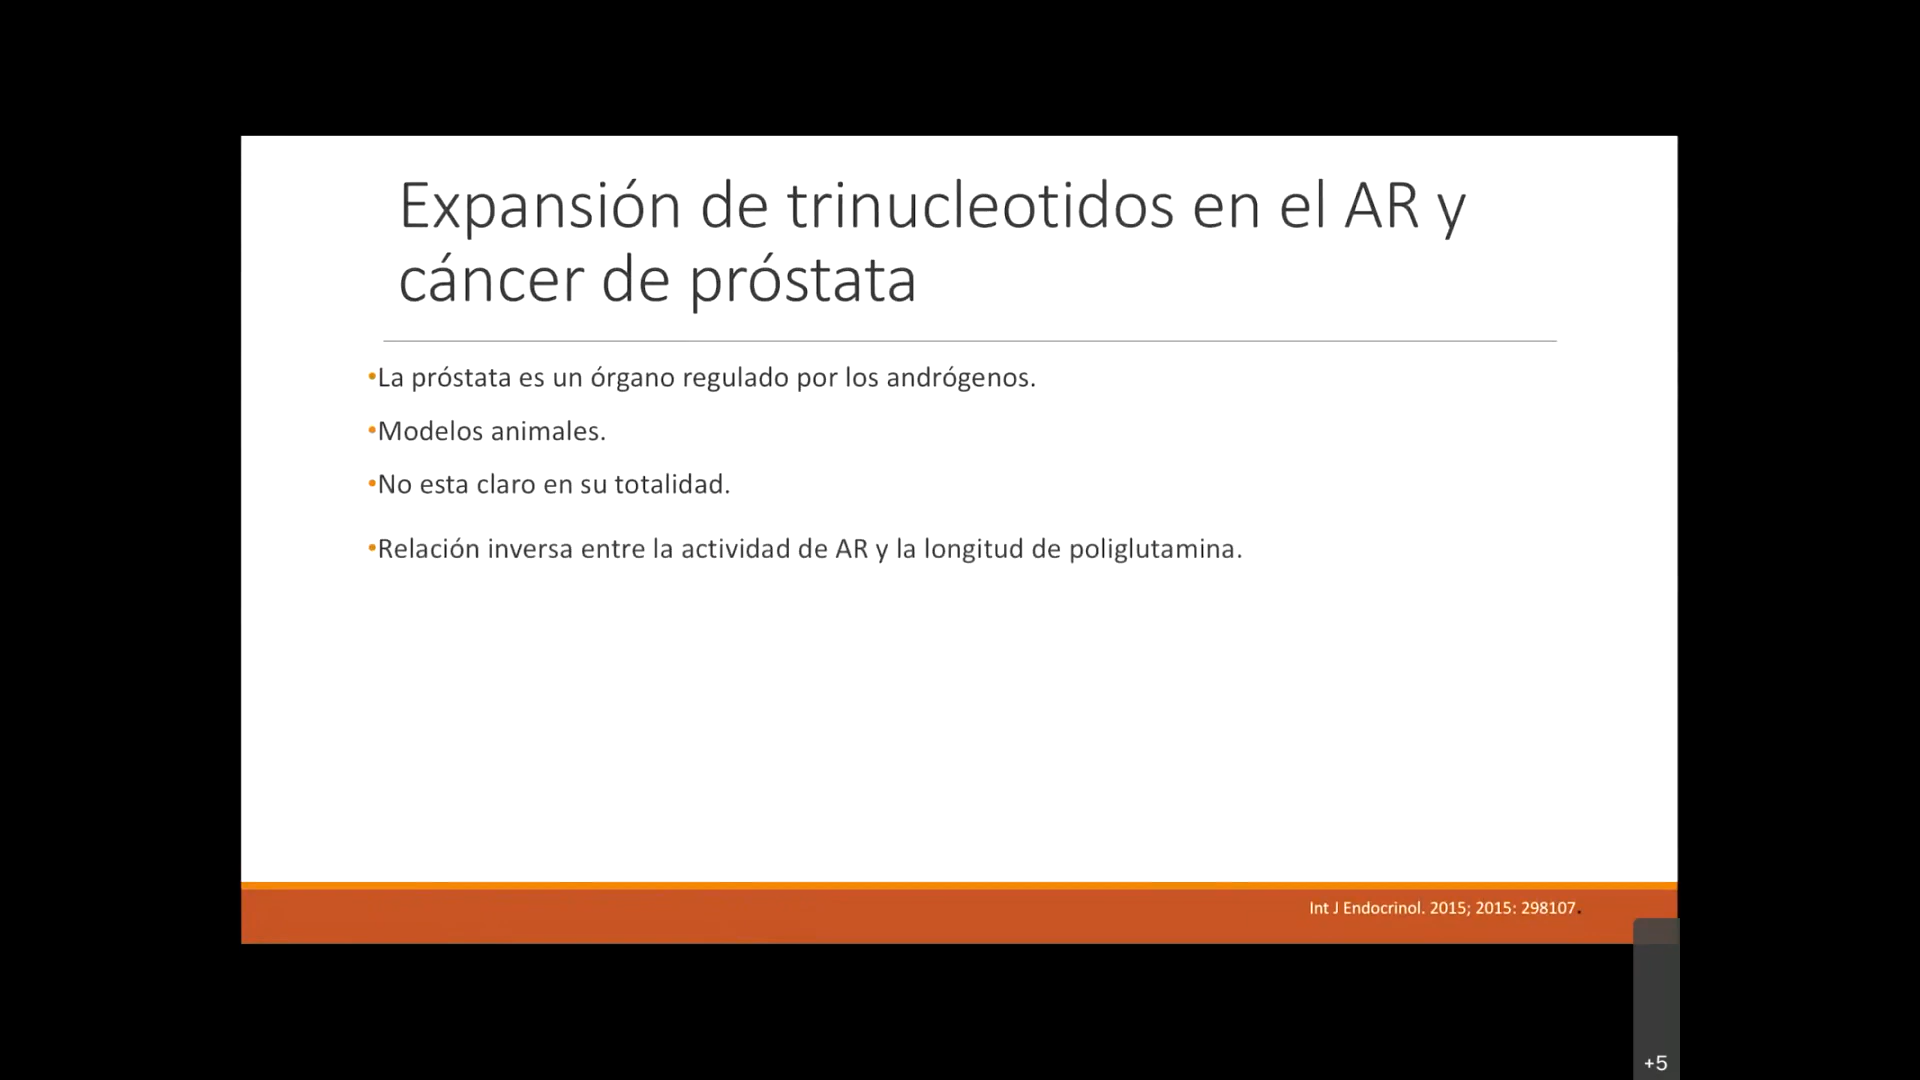 Expansión de trinucleotidos en el AR y
cáncer de próstata
•La próstata es un órgano regulado por los andrógenos.
•Modelos animales.
•No esta claro en su totalidad.
•Relación inversa entre la actividad de AR y la longitud de poliglutamina.
Int J Endocrinol. 2015; 2015: 298107.
+5